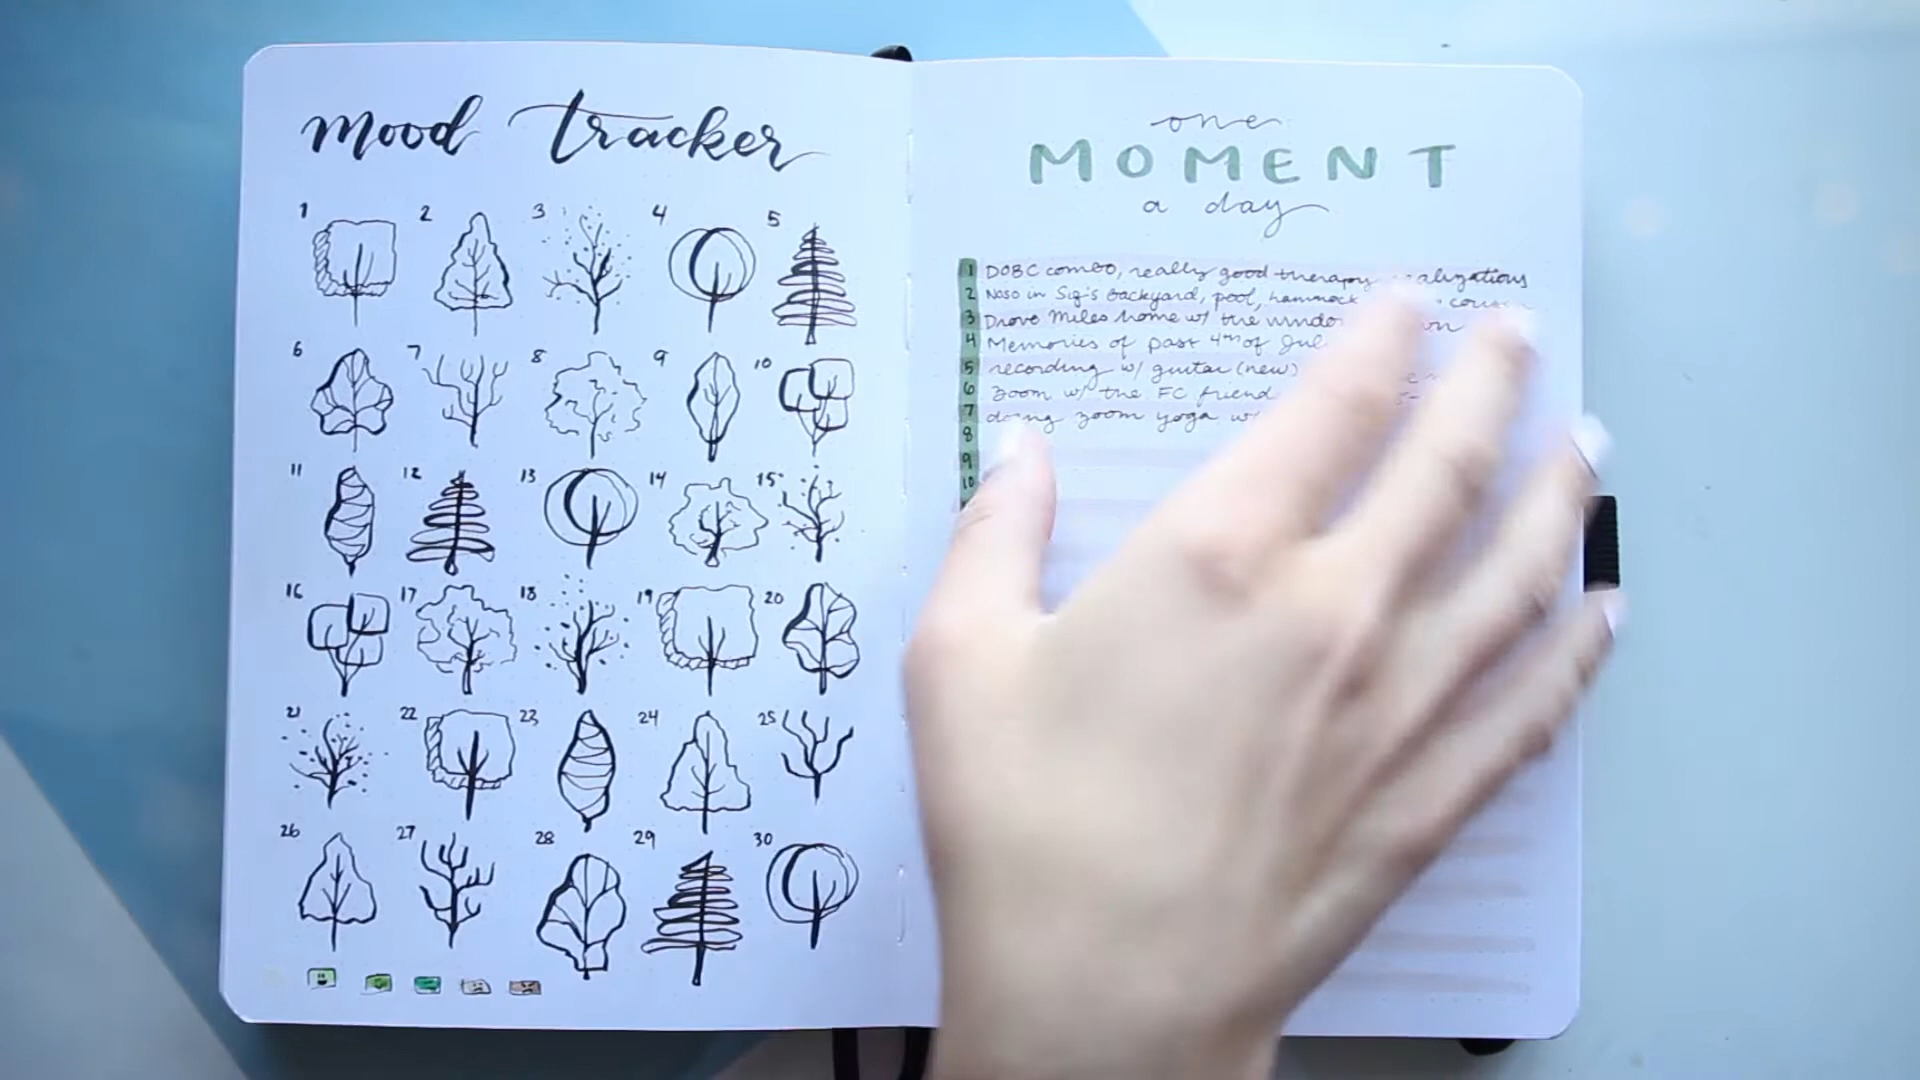 mood tracker
1 2 3 4 5
6 7 8 9 10
11 12 13 14 15
16 17 18 19 20
21 22 23 24 25
26 27 28 29 30
one
MOMENT
a day
1 DOBC combo, really good therapy
2 Naso in Sig's backyard, pool, hammock
3 Drove Miles home w/ the
4 Memories of past 4th of
5 recording w/ guitar (new)
6 Zoom w/ the FC
7 doing zoom yoga
8
9
10